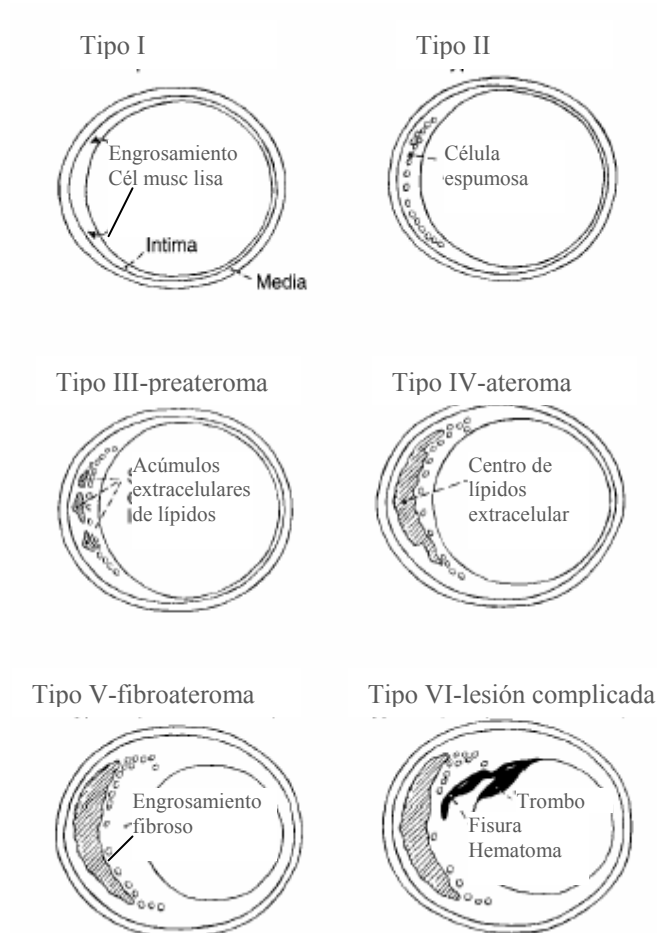 Tipo I
Tipo II
Engrosamiento
Cél musc lisa
Intima
Media
Célula
espumosa
Tipo III-preateroma
Tipo IV-ateroma
Acúmulos
extracelulares
de lípidos
Centro de
lípidos
extracelular
Tipo V-fibroateroma
Tipo VI-lesión complicada
Engrosamiento
fibroso
Trombo
Fisura
Hematoma